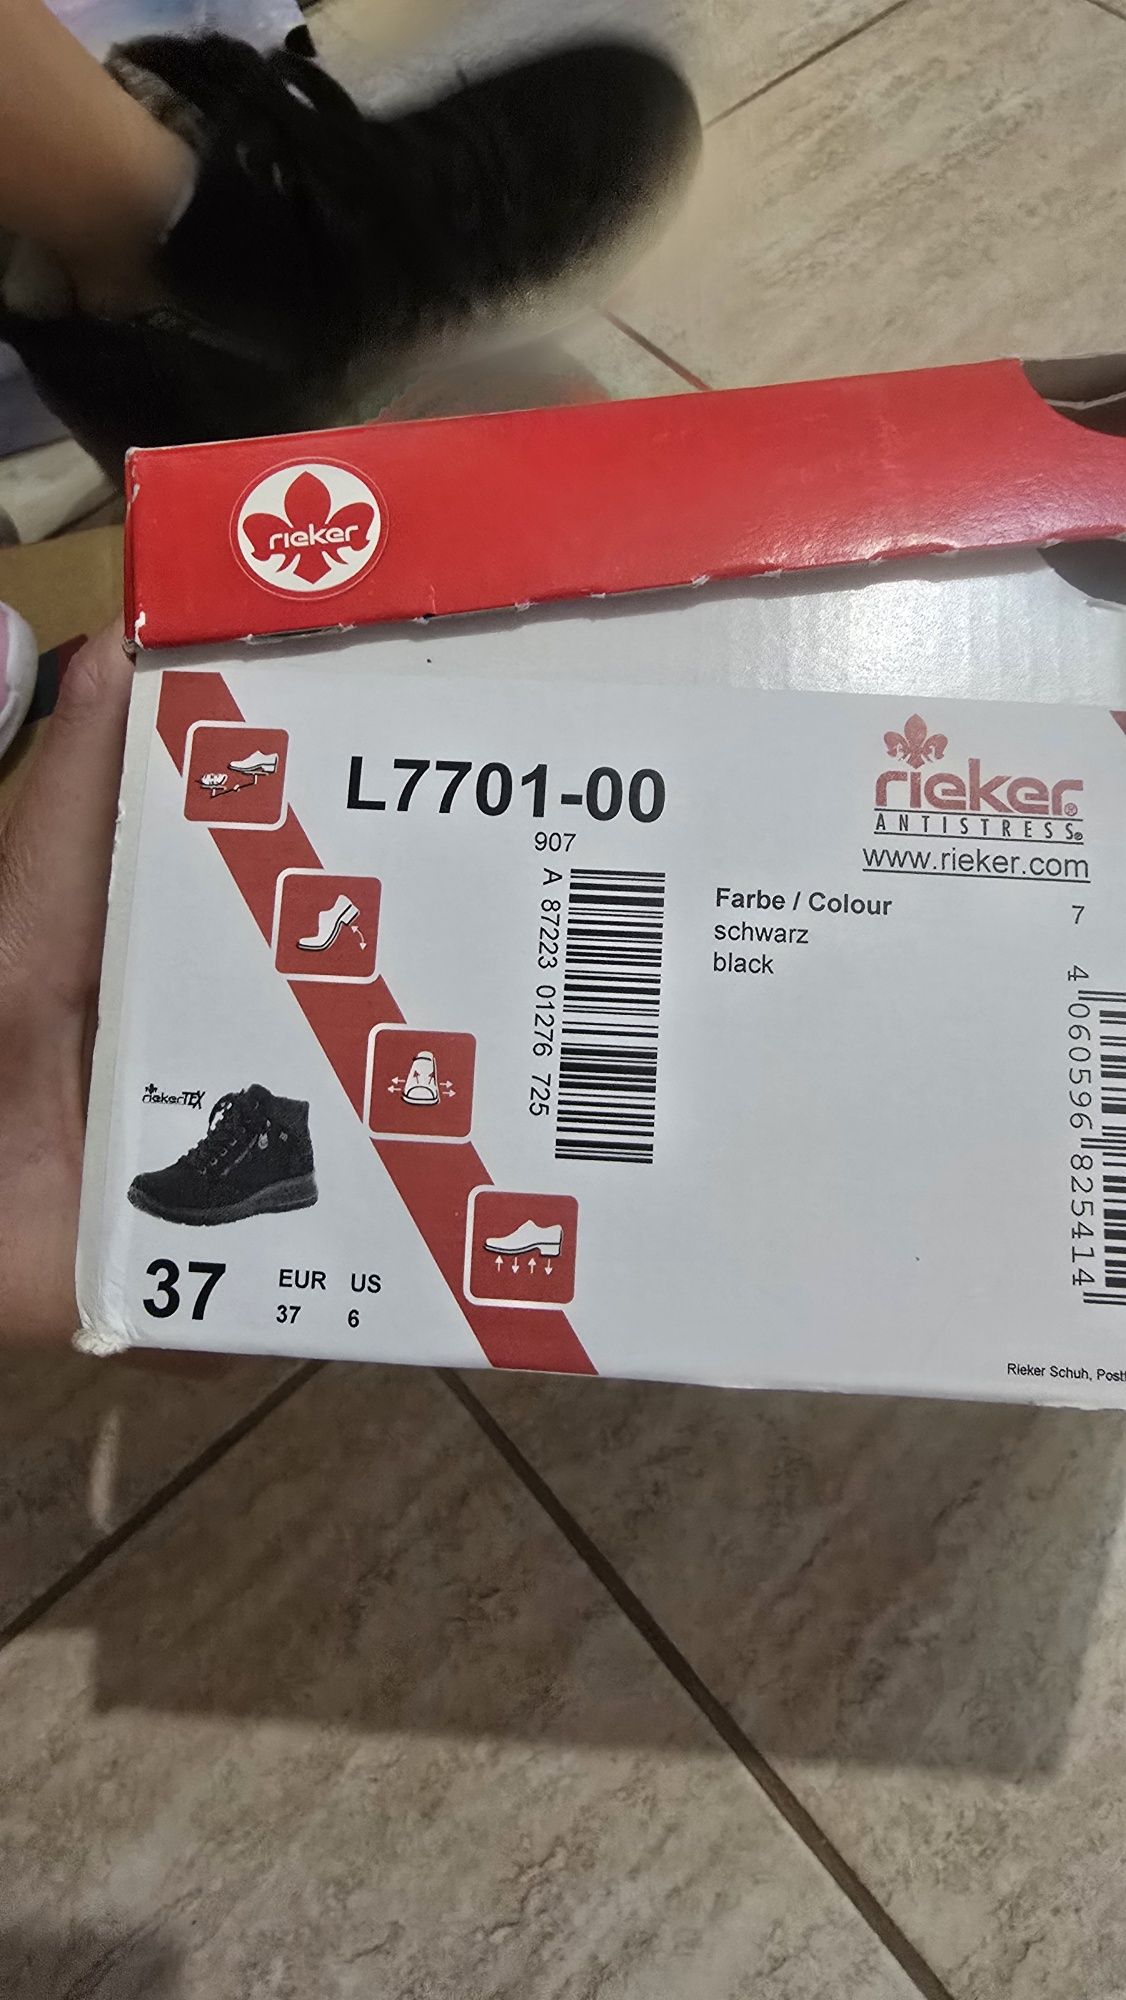 rieker
L7701-00
907
A 87223 01276 725
rieker®
ANTISTRESS®
www.rieker.com
Farbe / Colour
schwarz
black
7
4 060596 825414
riekerTEX
37
EUR US
37 6
Rieker Schuh, Postf